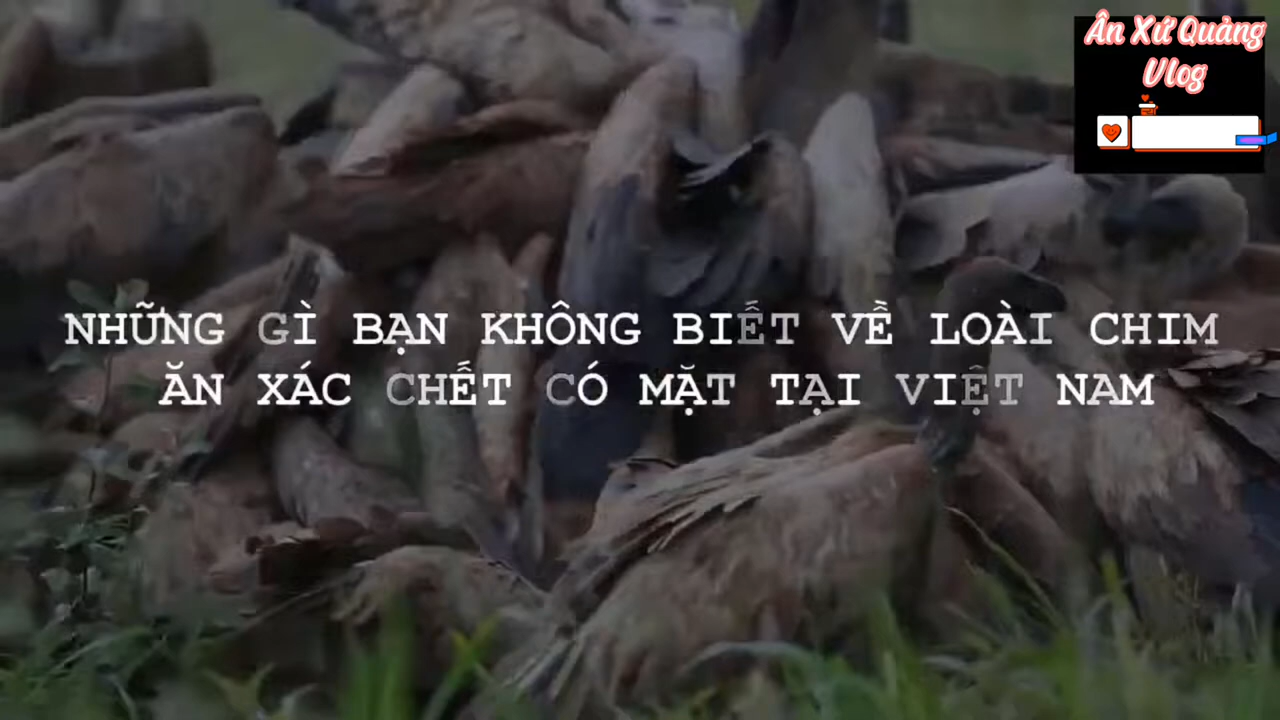 Ân Xứ Quảng
Vlog
NHỮNG GÌ BẠN KHÔNG BIẾT VỀ LOÀI CHIM
ĂN XÁC CHẾT CÓ MẶT TẠI VIỆT NAM